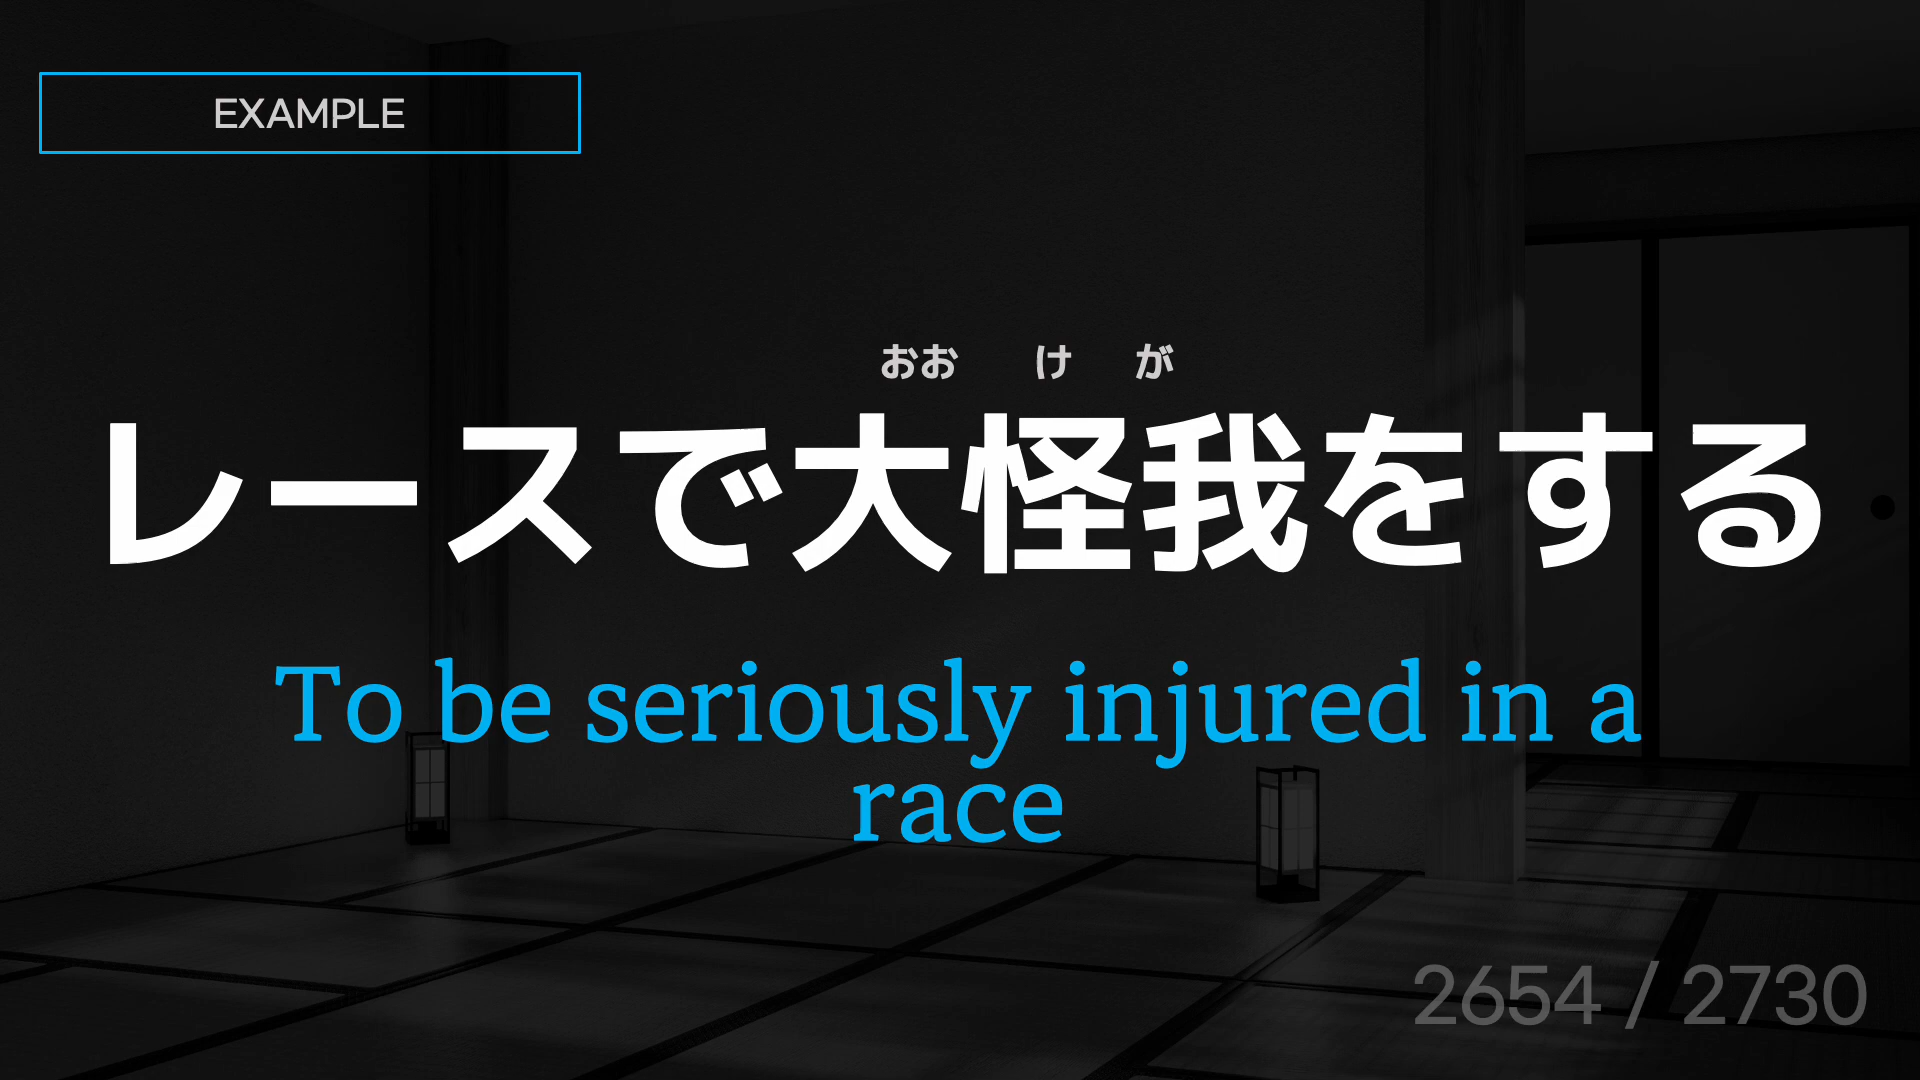 EXAMPLE
おお け が
レースで大怪我をする
To be seriously injured in a
race
2654 / 2730